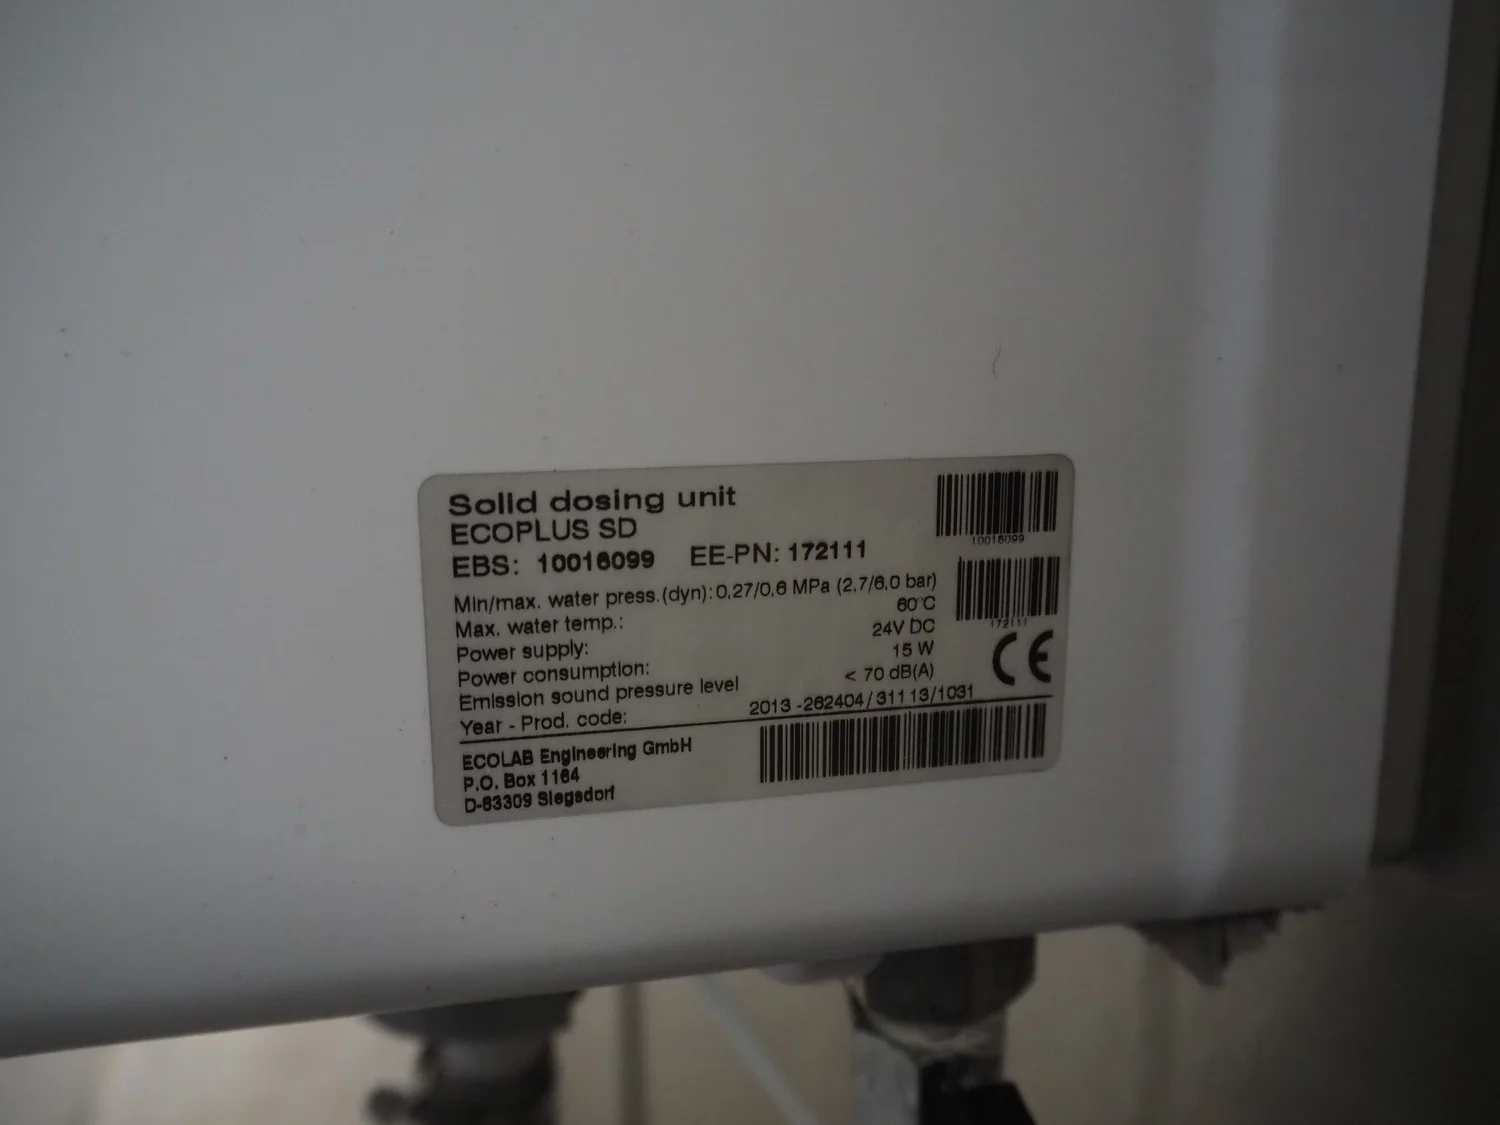 Solid dosing unit
ECOPLUS SD
EBS: 10016099 EE-PN: 172111
Min/max. water press.(dyn): 0,27/0,6 MPa (2,7/6,0 bar)
Max. water temp.: 60°C
Power supply: 24V DC
Power consumption: 15 W
Emission sound pressure level < 70 dB(A)
Year - Prod. code: 2013 -262404/31113/1031
ECOLAB Engineering GmbH
P.O. Box 1164
D-83309 Siegsdorf
10016099
172111
CE